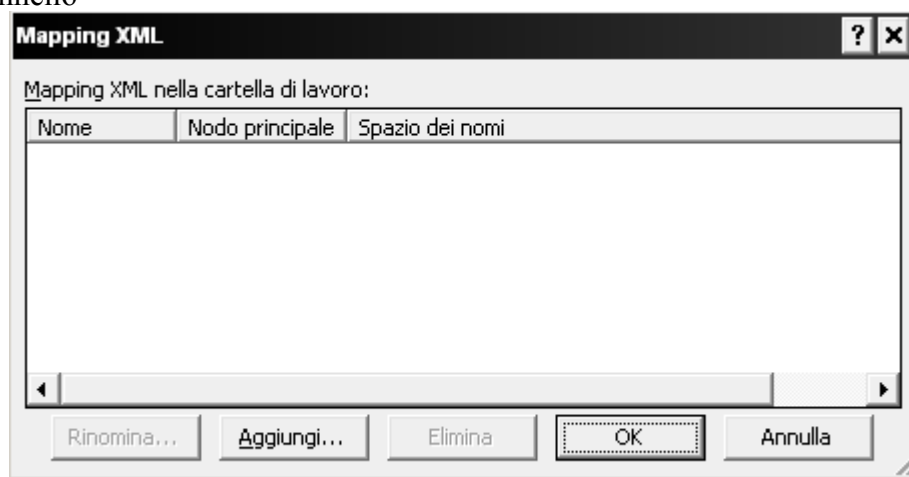 Mapping XML
Mapping XML nella cartella di lavoro:
Nome Nodo principale Spazio dei nomi
Rinomina... Aggiungi... Elimina OK Annulla